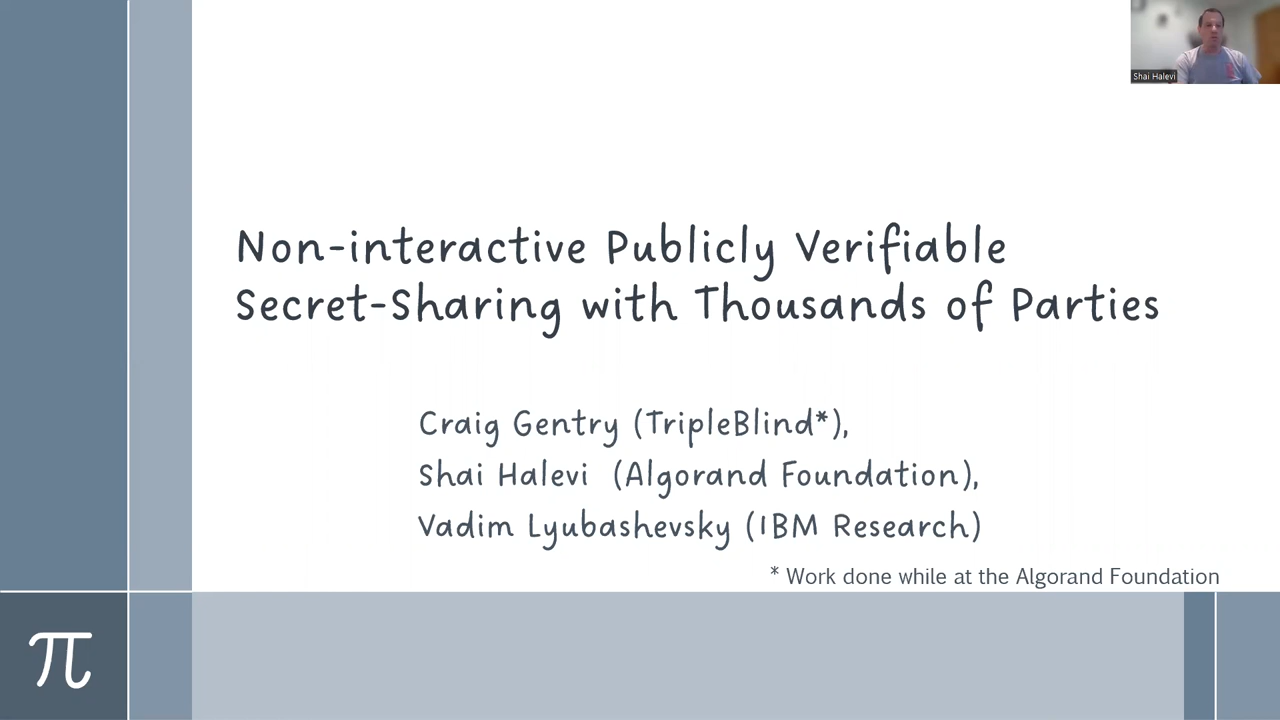 Shai Halevi
Non-interactive Publicly Verifiable
Secret-Sharing with Thousands of Parties
Craig Gentry (TripleBlind*),
Shai Halevi (Algorand Foundation),
Vadim Lyubashevsky (IBM Research)
* Work done while at the Algorand Foundation
π